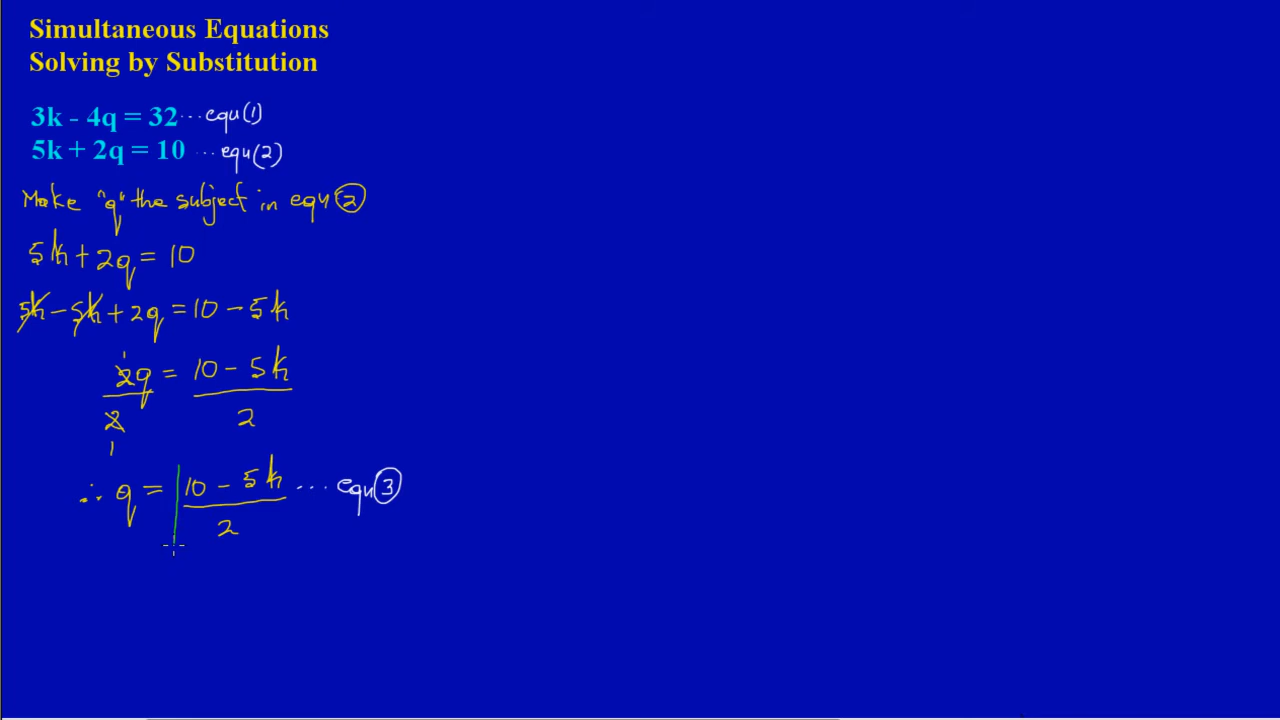 Simultaneous Equations
Solving by Substitution
3k - 4q = 32 ... equ(1)
5k + 2q = 10 ... equ(2)
Make "q" the subject in equ ②
5k + 2q = 10
5k - 5k + 2q = 10 - 5k
1
2q = 10 - 5k
2 2
1
∴ q = 10 - 5k ... equ ③
2